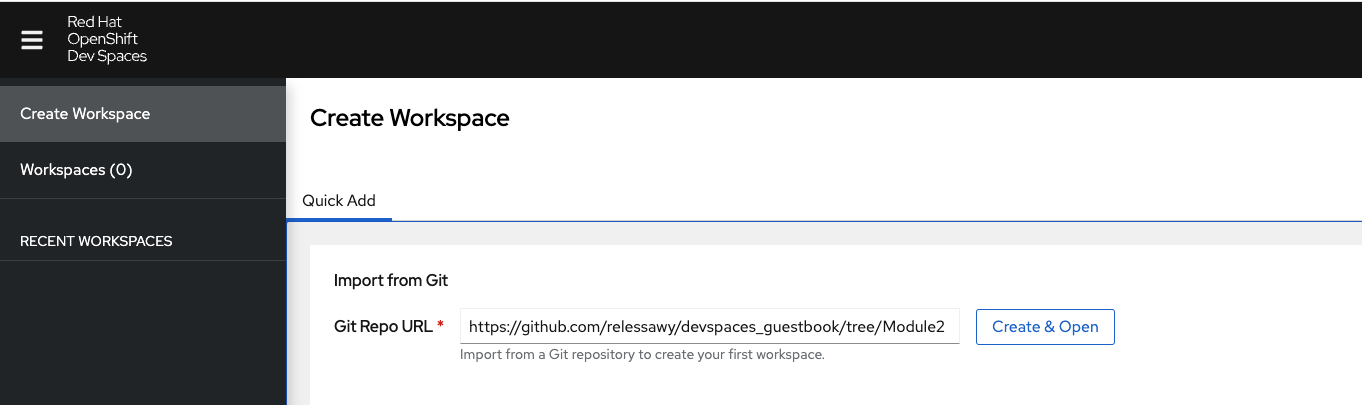 Red Hat
OpenShift
Dev Spaces
Create Workspace
Workspaces (0)
RECENT WORKSPACES
Create Workspace
Quick Add
Import from Git
Git Repo URL * https://github.com/relessawy/devspaces_guestbook/tree/Module2 Create & Open
Import from a Git repository to create your first workspace.